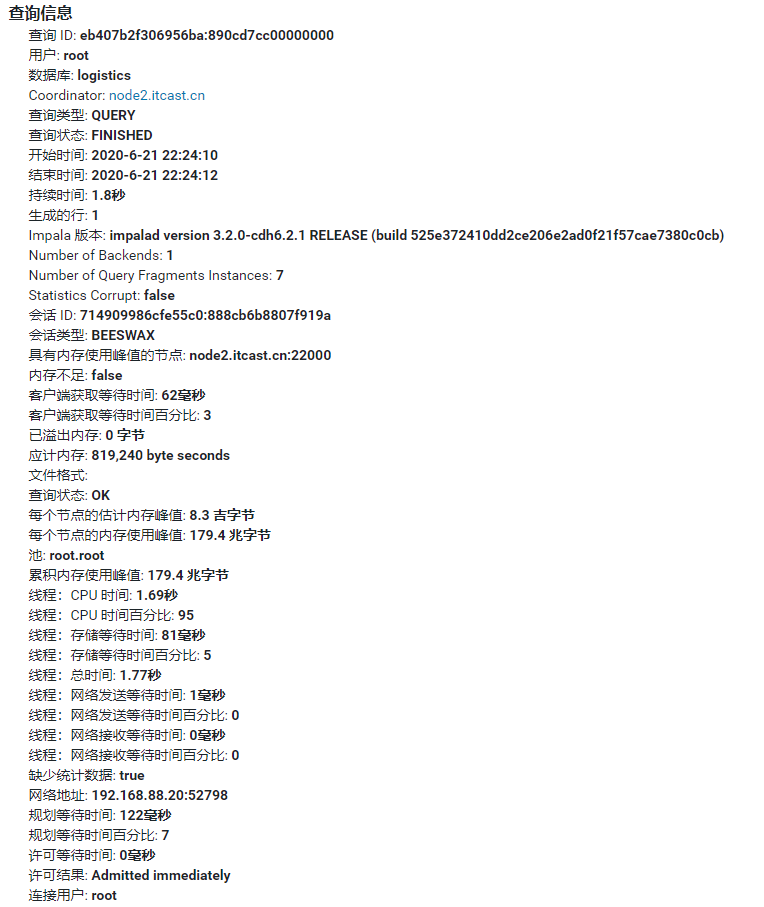 查询信息
查询 ID: eb407b2f306956ba:890cd7cc00000000
用户: root
数据库: logistics
Coordinator: node2.itcast.cn
查询类型: QUERY
查询状态: FINISHED
开始时间: 2020-6-21 22:24:10
结束时间: 2020-6-21 22:24:12
持续时间: 1.8秒
生成的行: 1
Impala 版本: impalad version 3.2.0-cdh6.2.1 RELEASE (build 525e372410dd2ce206e2ad0f21f57cae7380c0cb)
Number of Backends: 1
Number of Query Fragments Instances: 7
Statistics Corrupt: false
会话 ID: 714909986cfe55c0:888cb6b8807f919a
会话类型: BEESWAX
具有内存使用峰值的节点: node2.itcast.cn:22000
内存不足: false
客户端获取等待时间: 62毫秒
客户端获取等待时间百分比: 3
已溢出内存: 0 字节
应计内存: 819,240 byte seconds
文件格式:
查询状态: OK
每个节点的估计内存峰值: 8.3 吉字节
每个节点的内存使用峰值: 179.4 兆字节
池: root.root
累积内存使用峰值: 179.4 兆字节
线程：CPU 时间: 1.69秒
线程：CPU 时间百分比: 95
线程：存储等待时间: 81毫秒
线程：存储等待时间百分比: 5
线程：总时间: 1.77秒
线程：网络发送等待时间: 1毫秒
线程：网络发送等待时间百分比: 0
线程：网络接收等待时间: 0毫秒
线程：网络接收等待时间百分比: 0
缺少统计数据: true
网络地址: 192.168.88.20:52798
规划等待时间: 122毫秒
规划等待时间百分比: 7
许可等待时间: 0毫秒
许可结果: Admitted immediately
连接用户: root